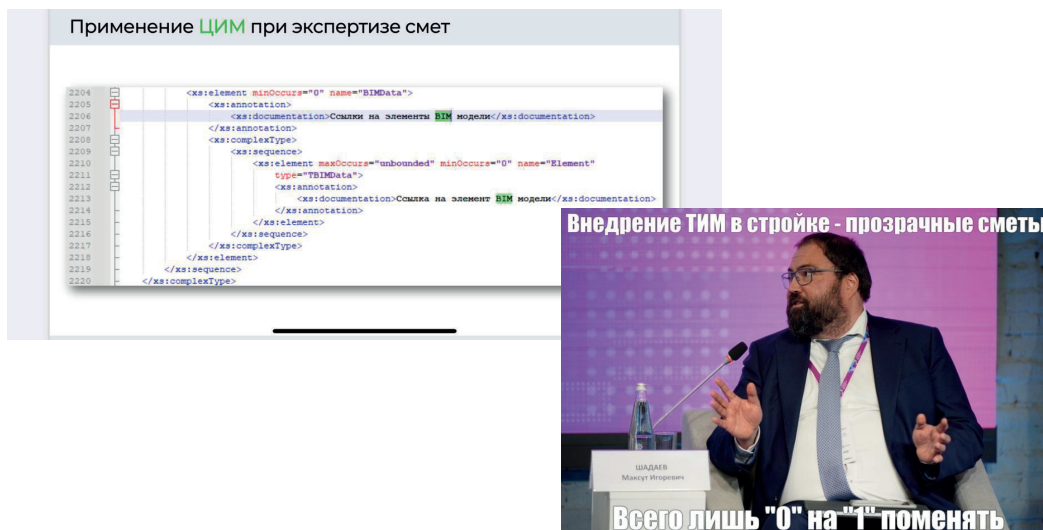 Применение ЦИМ при экспертизе смет
2204 <xs:element minOccurs="0" name="BIMData">
2205 <xs:annotation>
2206 <xs:documentation>Ссылки на элементы BIM модели</xs:documentation>
2207 </xs:annotation>
2208 <xs:complexType>
2209 <xs:sequence>
2210 <xs:element maxOccurs="unbounded" minOccurs="0" name="Element"
2211 type="TBIMData">
2212 <xs:annotation>
2213 <xs:documentation>Ссылка на элемент BIM модели</xs:documentation>
2214 </xs:annotation>
2215 </xs:element>
2216 </xs:sequence>
2217 </xs:complexType>
2218 </xs:element>
2219 </xs:sequence>
2220 </xs:complexType>
Внедрение ТИМ в стройке - прозрачные сметы
ШАДАЕВ
Максут Игоревич
Всего лишь "0" на "1" поменять